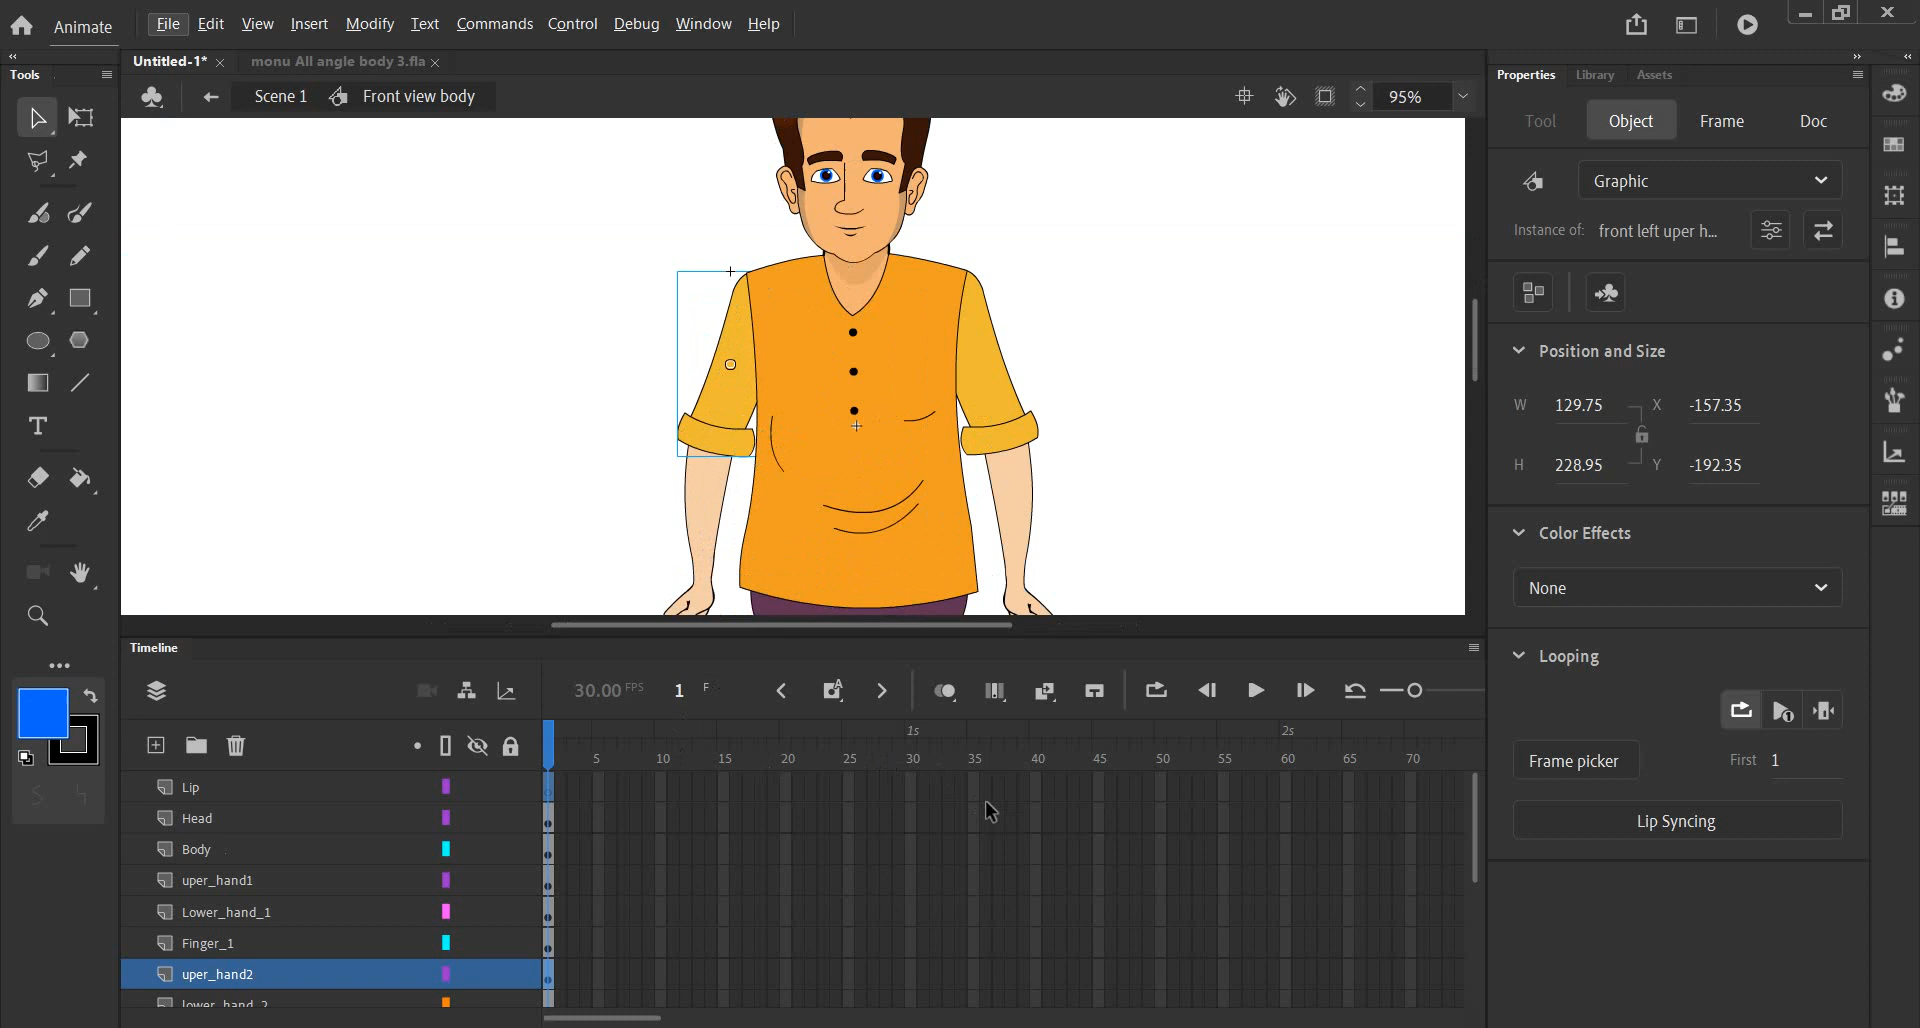 Animate File Edit View Insert Modify Text Commands Control Debug Window Help
Tools
Untitled-1* monu All angle body 3.fla
Scene 1 Front view body 95%
Properties Library Assets
Tool Object Frame Doc
Graphic
Instance of: front left uper h...
Position and Size
W 129.75 X -157.35
H 228.95 Y -192.35
Color Effects
None
Looping
Frame picker First 1
Lip Syncing
Timeline
30.00 FPS 1 F
1s 2s
5 10 15 20 25 30 35 40 45 50 55 60 65 70
Lip
Head
Body
uper_hand1
Lower_hand_1
Finger_1
uper_hand2
lower_hand_2